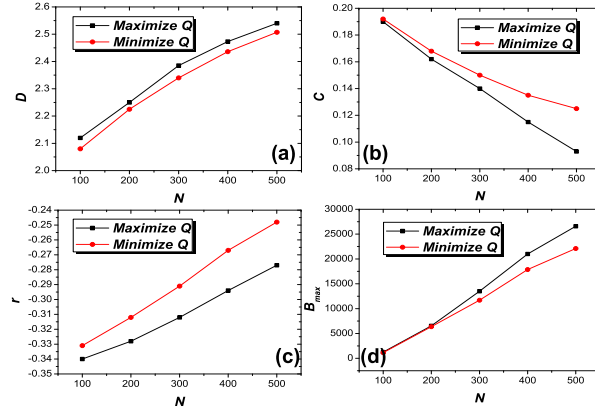 2.6
2.5
2.4
2.3
2.2
2.1
2.0
D
Maximize Q
Minimize Q
(a)
100 200 300 400 500
N
0.20
0.18
0.16
0.14
0.12
0.10
0.08
C
Maximize Q
Minimize Q
(b)
100 200 300 400 500
N
-0.24
-0.25
-0.26
-0.27
-0.28
-0.29
-0.30
-0.31
-0.32
-0.33
-0.34
-0.35
r
Maximize Q
Minimize Q
(c)
100 200 300 400 500
N
30000
25000
20000
15000
10000
5000
0
B max
Maximize Q
Minimize Q
(d)
100 200 300 400 500
N